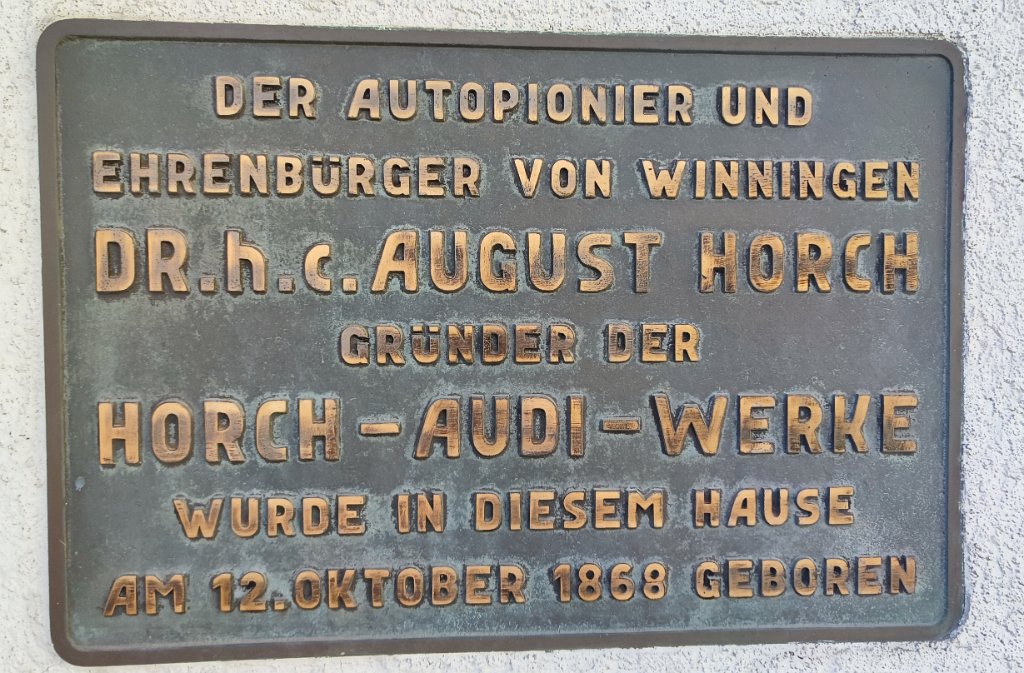 DER AUTOPIONIER UND
EHRENBÜRGER VON WINNINGEN
DR.h.c.AUGUST HORCH
GRÜNDER DER
HORCH-AUDI-WERKE
WURDE IN DIESEM HAUSE
AM 12.OKTOBER 1868 GEBOREN